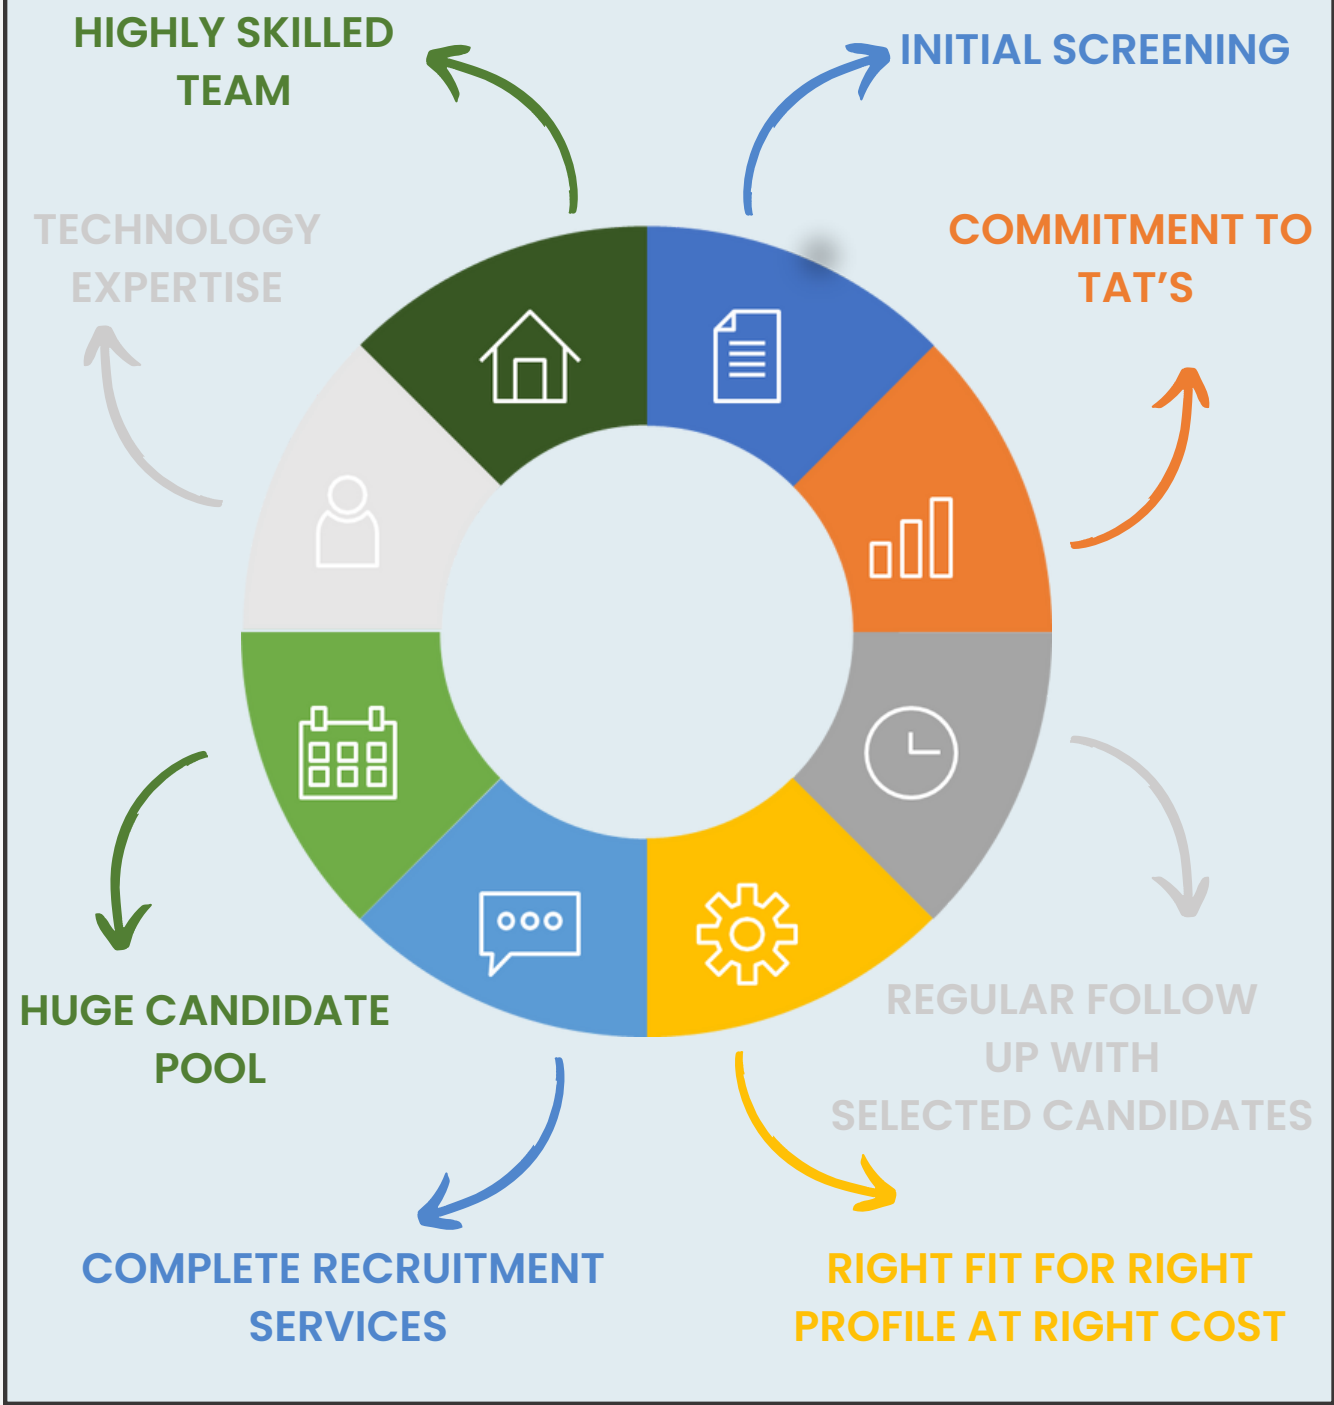 HIGHLY SKILLED
TEAM
INITIAL SCREENING
TECHNOLOGY
EXPERTISE
COMMITMENT TO
TAT’S
HUGE CANDIDATE
POOL
REGULAR FOLLOW
UP WITH
SELECTED CANDIDATES
COMPLETE RECRUITMENT
SERVICES
RIGHT FIT FOR RIGHT
PROFILE AT RIGHT COST